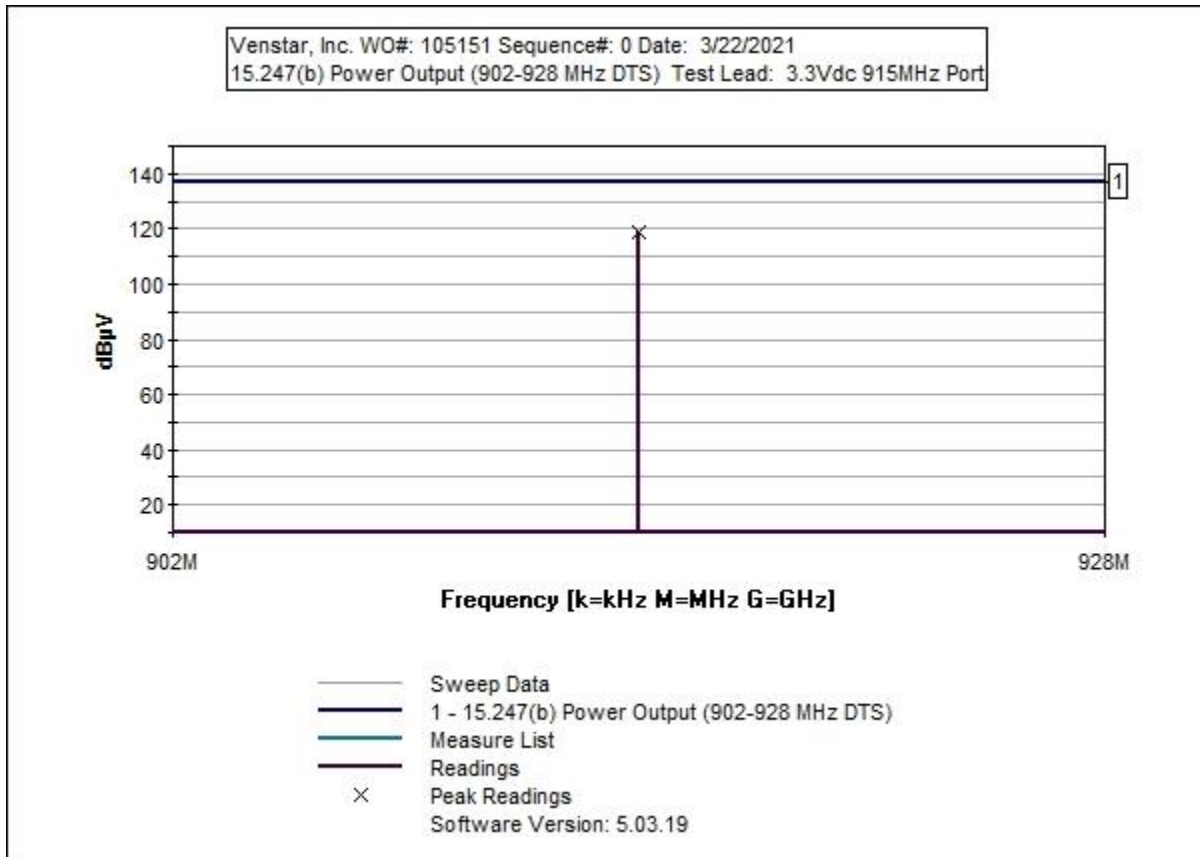 Venstar, Inc. WO#: 105151 Sequence#: 0 Date: 3/22/2021
15.247(b) Power Output (902-928 MHz DTS) Test Lead: 3.3Vdc 915MHz Port
140
120
100
80
60
40
20
dBµV
1
902M
928M
Frequency [k=kHz M=MHz G=GHz]
Sweep Data
1 - 15.247(b) Power Output (902-928 MHz DTS)
Measure List
Readings
Peak Readings
Software Version: 5.03.19